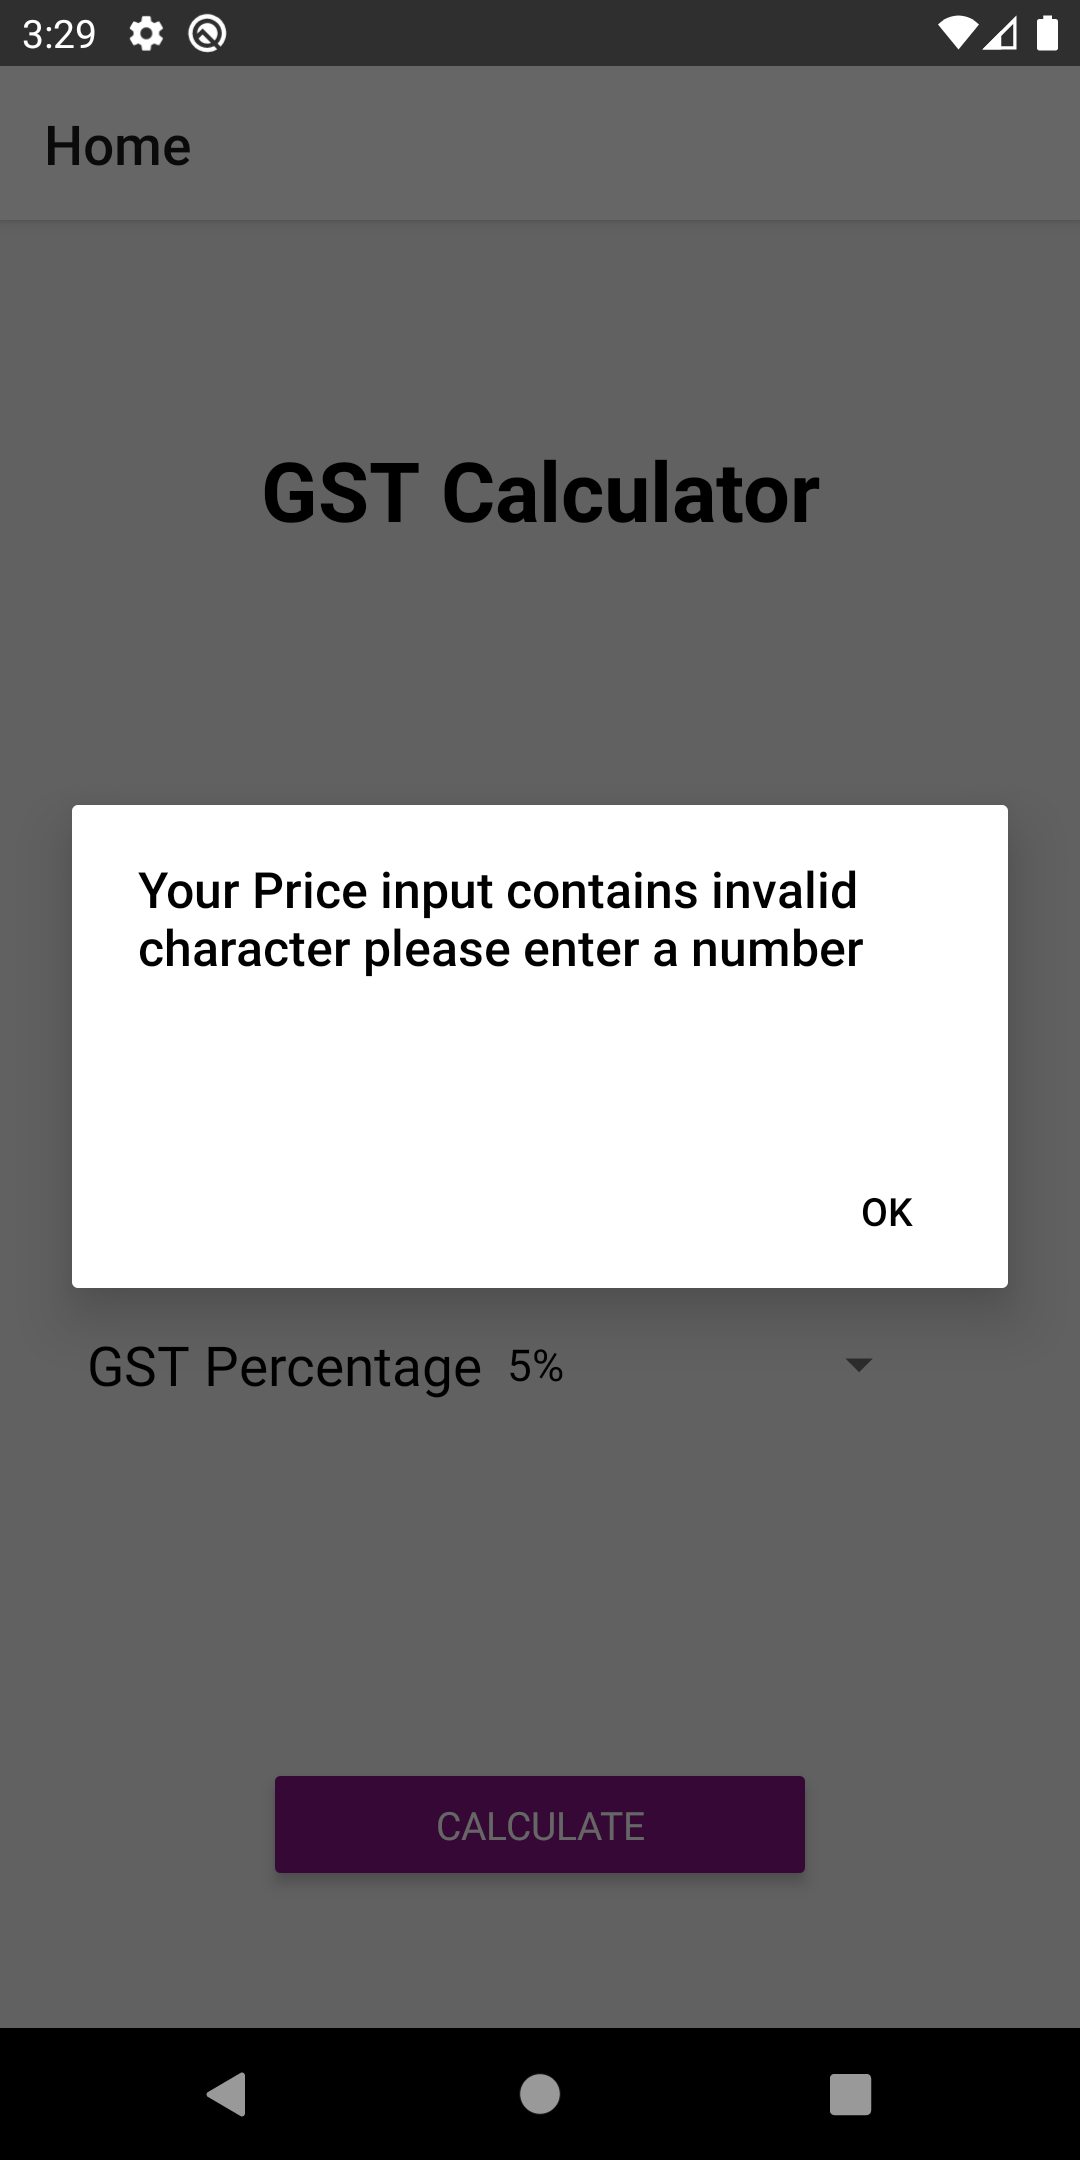 3:29
Home
GST Calculator
Your Price input contains invalid
character please enter a number
OK
GST Percentage 5%
CALCULATE